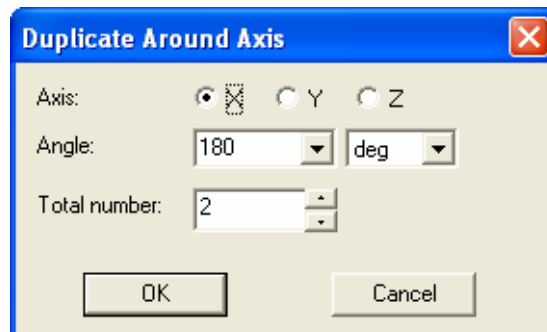 Duplicate Around Axis
Axis: X Y Z
Angle: 180 deg
Total number: 2
OK Cancel